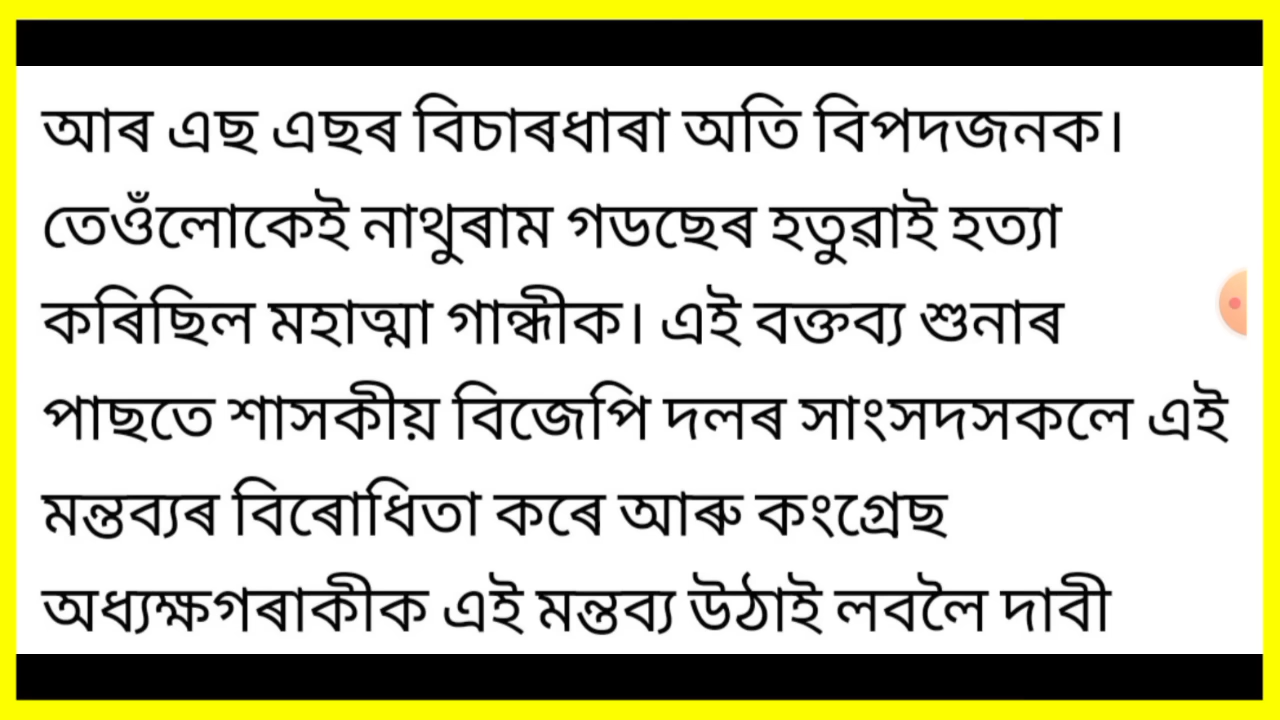 আৰ এছ এছৰ বিচাৰধাৰা অতি বিপদজনক।
তেওঁলোকেই নাথুৰাম গডছেৰ হতুৱাই হত্যা
কৰিছিল মহাত্মা গান্ধীক। এই বক্তব্য শুনাৰ
পাছতে শাসকীয় বিজেপি দলৰ সাংসদসকলে এই
মন্তব্যৰ বিৰোধিতা কৰে আৰু কংগ্ৰেছ
অধ্যক্ষগৰাকীক এই মন্তব্য উঠাই লবলৈ দাবী